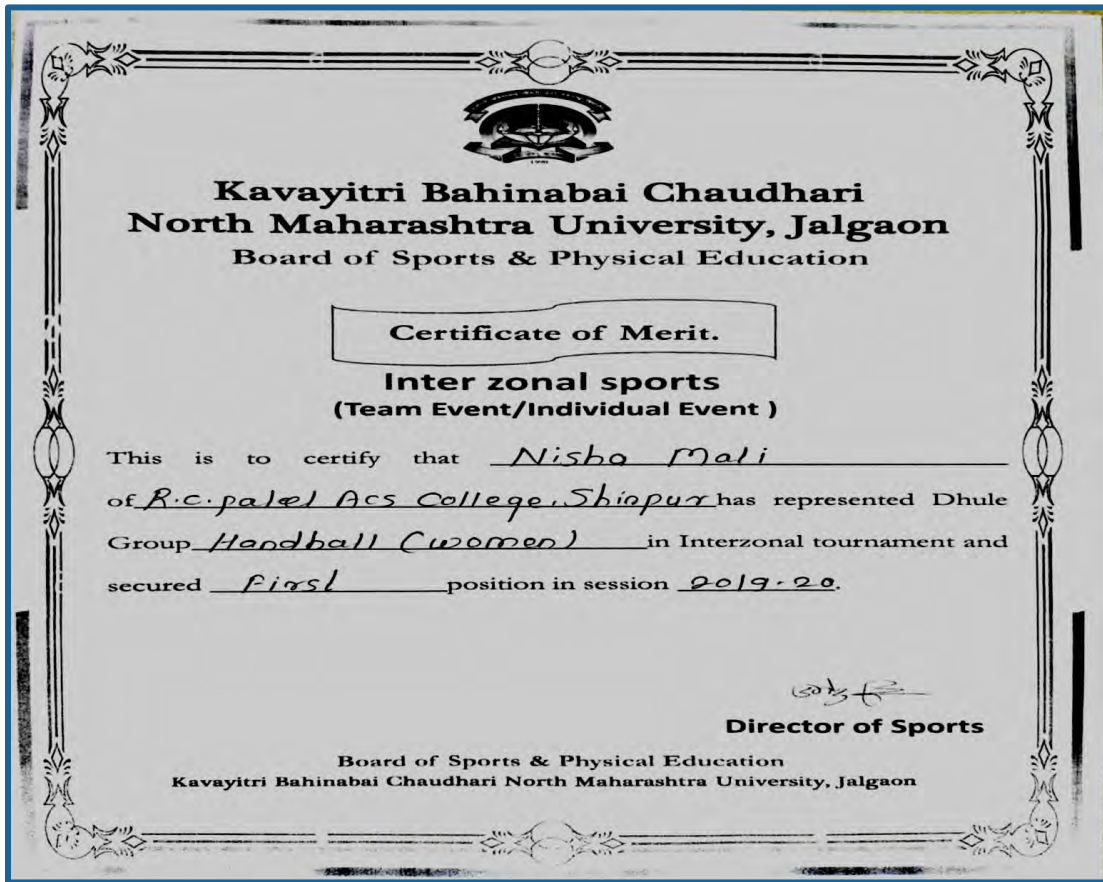 1990
Kavayitri Bahinabai Chaudhari
North Maharashtra University, Jalgaon
Board of Sports & Physical Education
Certificate of Merit.
Inter zonal sports
(Team Event/Individual Event )
This is to certify that Nisha Mali
of R.c. patel Acs College, Shirpur has represented Dhule
Group Handball (women) in Interzonal tournament and
secured First position in session 2019-20.
Director of Sports
Board of Sports & Physical Education
Kavayitri Bahinabai Chaudhari North Maharashtra University, Jalgaon